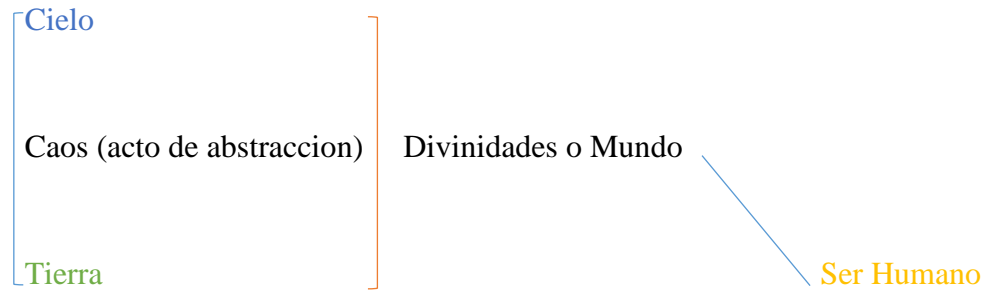 Cielo
Caos (acto de abstraccion) Divinidades o Mundo
Tierra Ser Humano